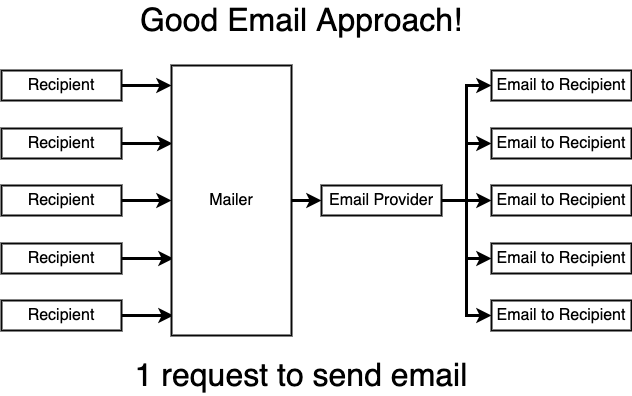 Good Email Approach!
Recipient
Recipient
Recipient
Recipient
Recipient
Mailer
Email Provider
Email to Recipient
Email to Recipient
Email to Recipient
Email to Recipient
Email to Recipient
1 request to send email